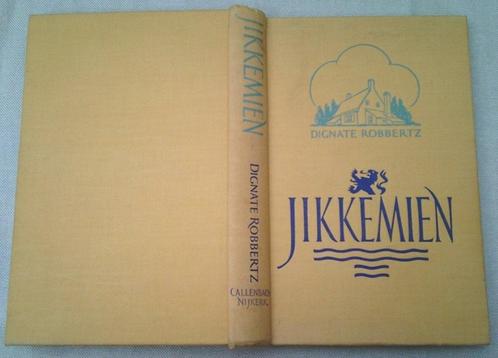 JIKKEMIEN
DIGNATE ROBBERTZ
CALLENBACH
NIJKERK
DIGNATE ROBBERTZ
JIKKEMIEN